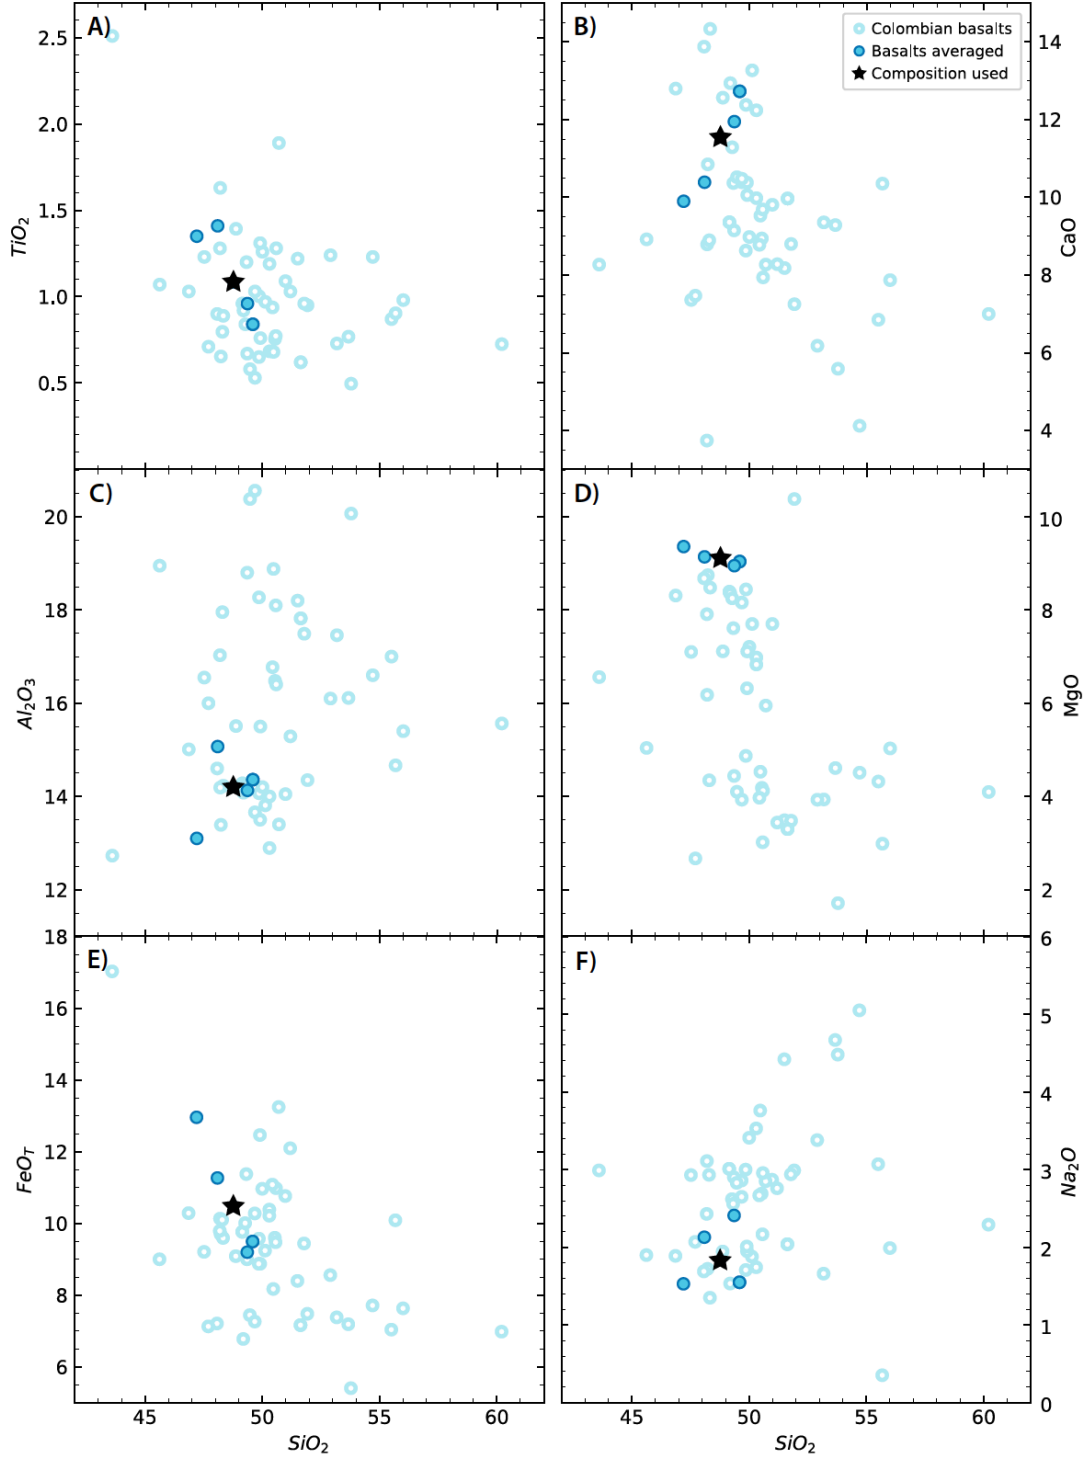 A)
2.5
2.0
1.5
1.0
0.5
TiO₂
B)
Colombian basalts
Basalts averaged
Composition used
14
12
10
8
6
4
CaO
C)
20
18
16
14
12
Al₂O₃
D)
10
8
6
4
2
MgO
E)
18
16
14
12
10
8
6
FeO_T
45
50
55
60
SiO₂
F)
6
5
4
3
2
1
0
Na₂O
45
50
55
60
SiO₂